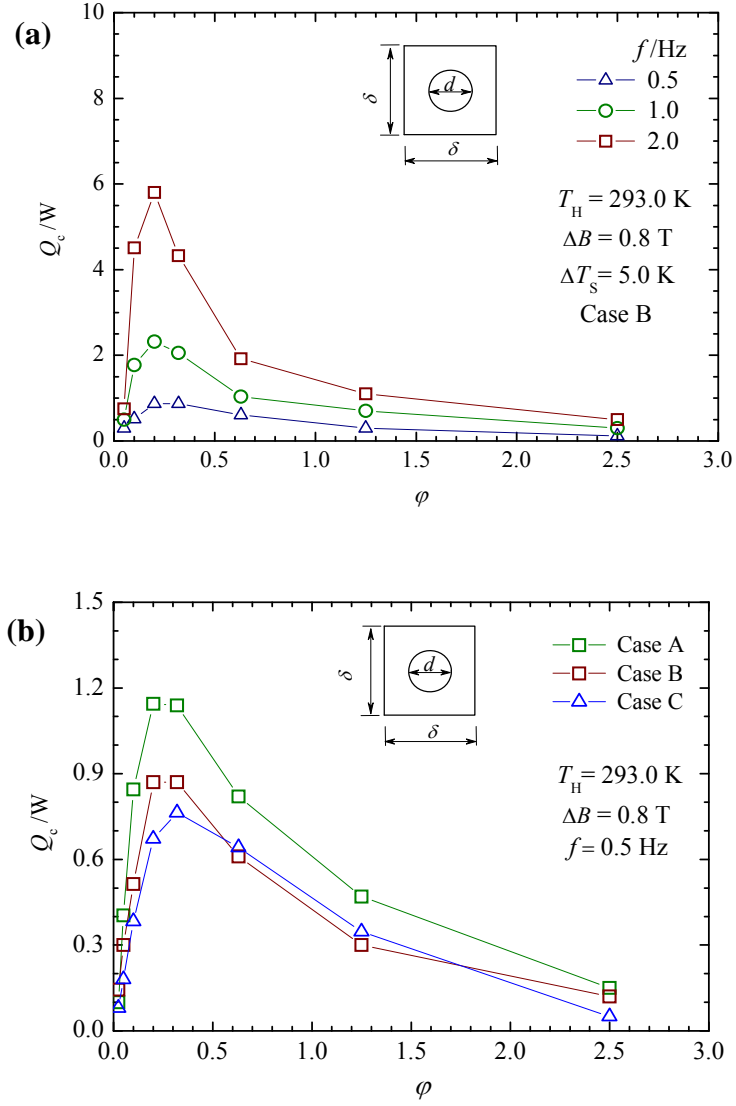 (a)
10
8
6
4
2
0
Q_c /W
0.0 0.5 1.0 1.5 2.0 2.5 3.0
φ
δ
d
δ
f /Hz
0.5
1.0
2.0
T_H = 293.0 K
ΔB = 0.8 T
ΔT_S = 5.0 K
Case B
(b)
1.5
1.2
0.9
0.6
0.3
0.0
Q_c /W
0.0 0.5 1.0 1.5 2.0 2.5 3.0
φ
δ
d
δ
Case A
Case B
Case C
T_H = 293.0 K
ΔB = 0.8 T
f = 0.5 Hz